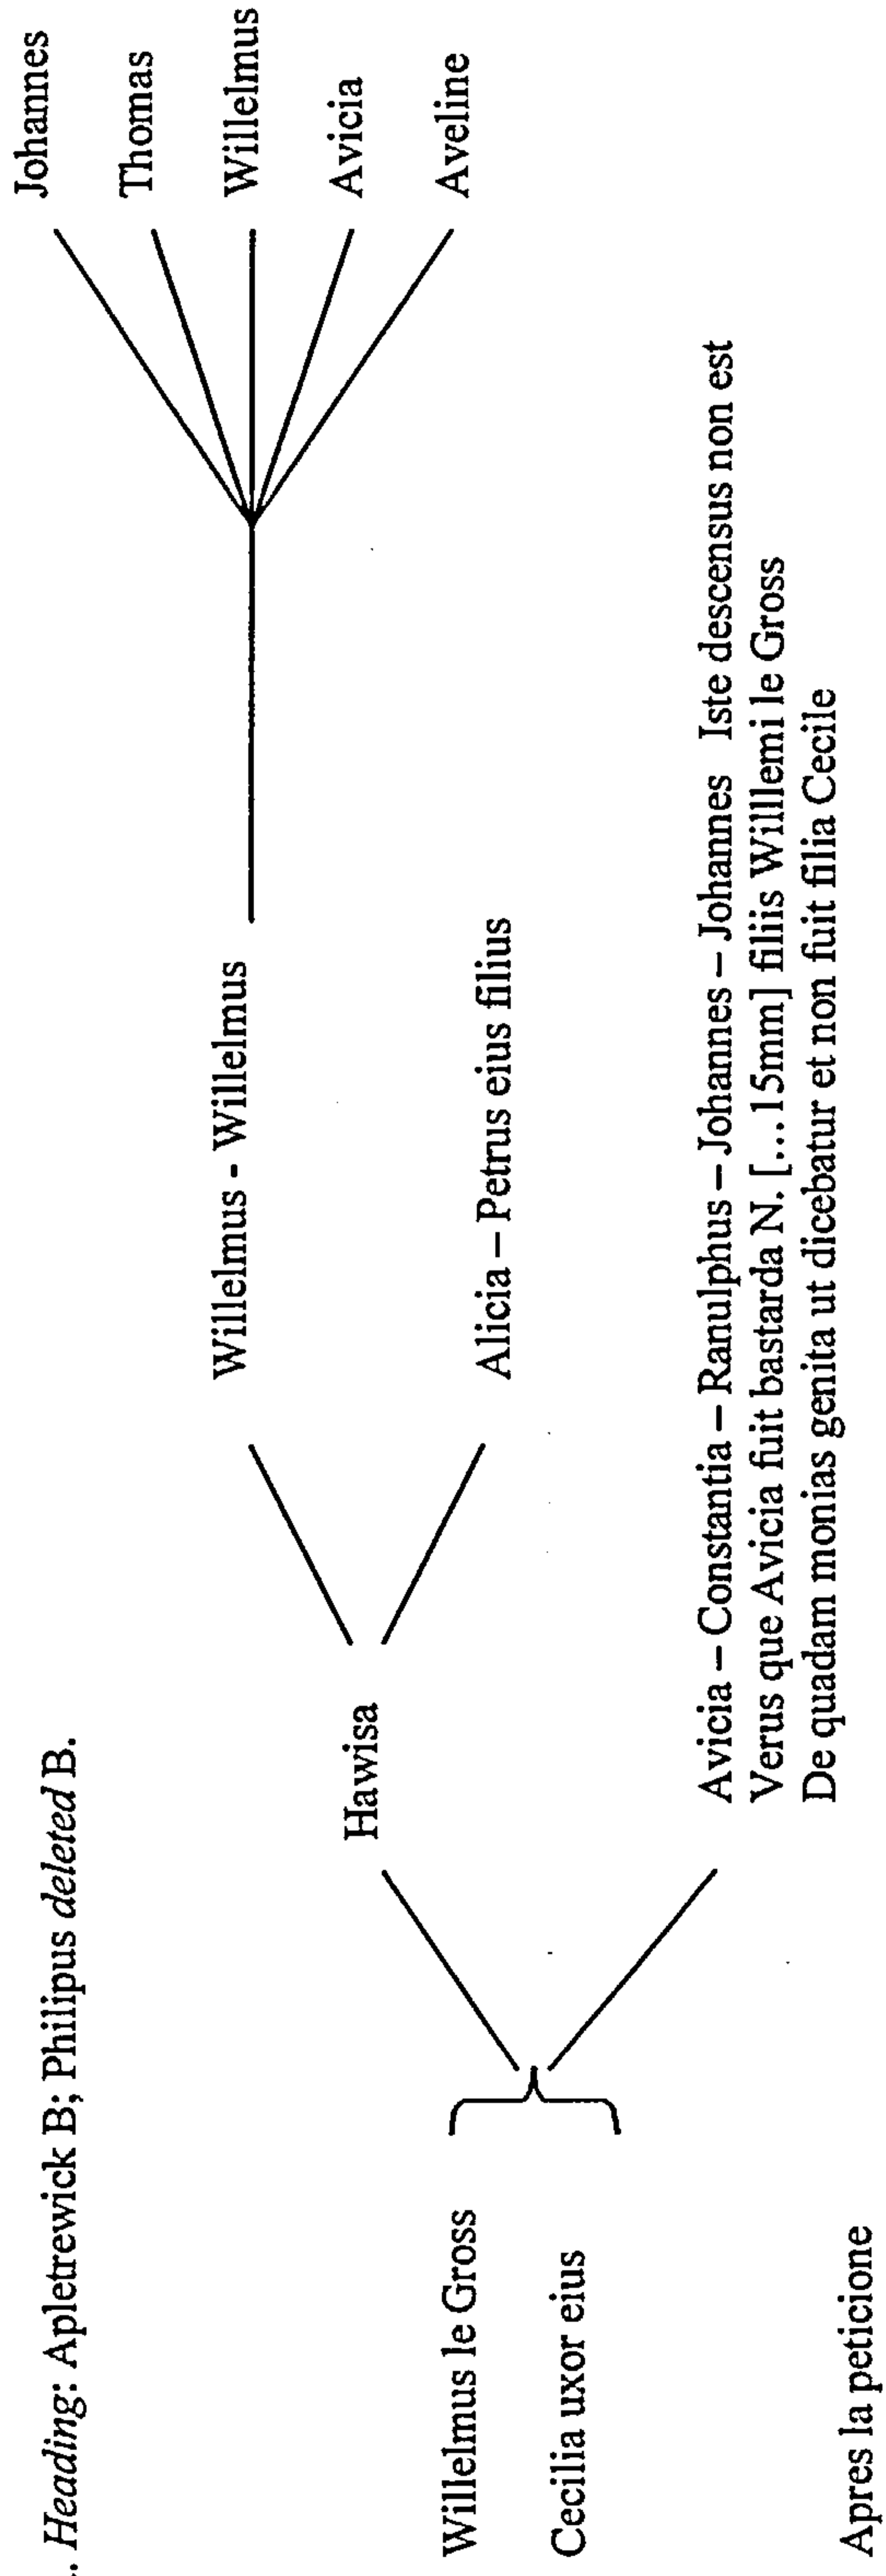 . Heading: Apletrewick B; Philipus deleted B.
Johannes
Thomas
Willelmus - Willelmus
Willelmus
Avicia
Hawisa
Aveline
Willelmus le Gross
Alicia – Petrus eius filius
Cecilia uxor eius
Avicia – Constantia – Ranulphus – Johannes – Johannes Iste descensus non est
Verus que Avicia fuit bastarda N. [...15mm] filiis Willlemi le Gross
De quadam monias genita ut dicebatur et non fuit filia Cecile
Apres la peticione